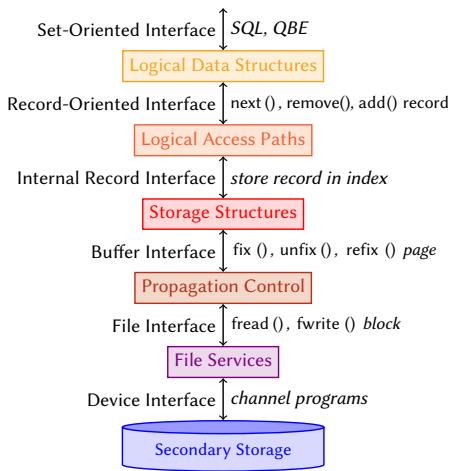 Set-Oriented Interface SQL, QBE
Logical Data Structures
Record-Oriented Interface next(), remove(), add() record
Logical Access Paths
Internal Record Interface store record in index
Storage Structures
Buffer Interface fix (), unfix(), refix () page
Propagation Control
File Interface fread(), fwrite () block
File Services
Device Interface channel programs
Secondary Storage